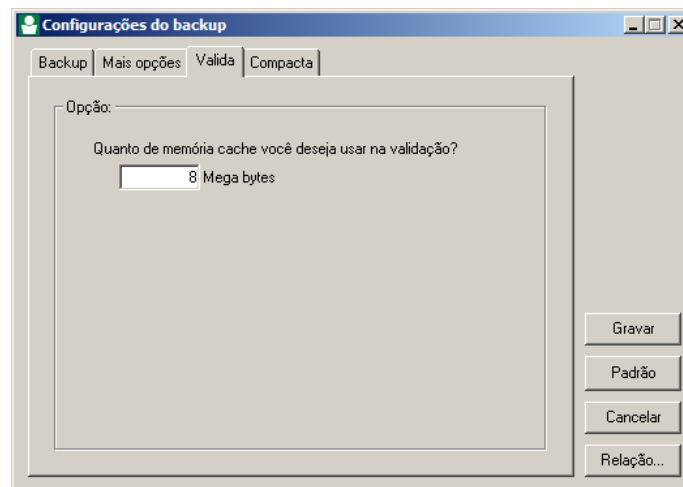 Configurações do backup
Backup Mais opções Valida Compacta
Opção:
Quanto de memória cache você deseja usar na validação?
8 Mega bytes
Gravar
Padrão
Cancelar
Relação...